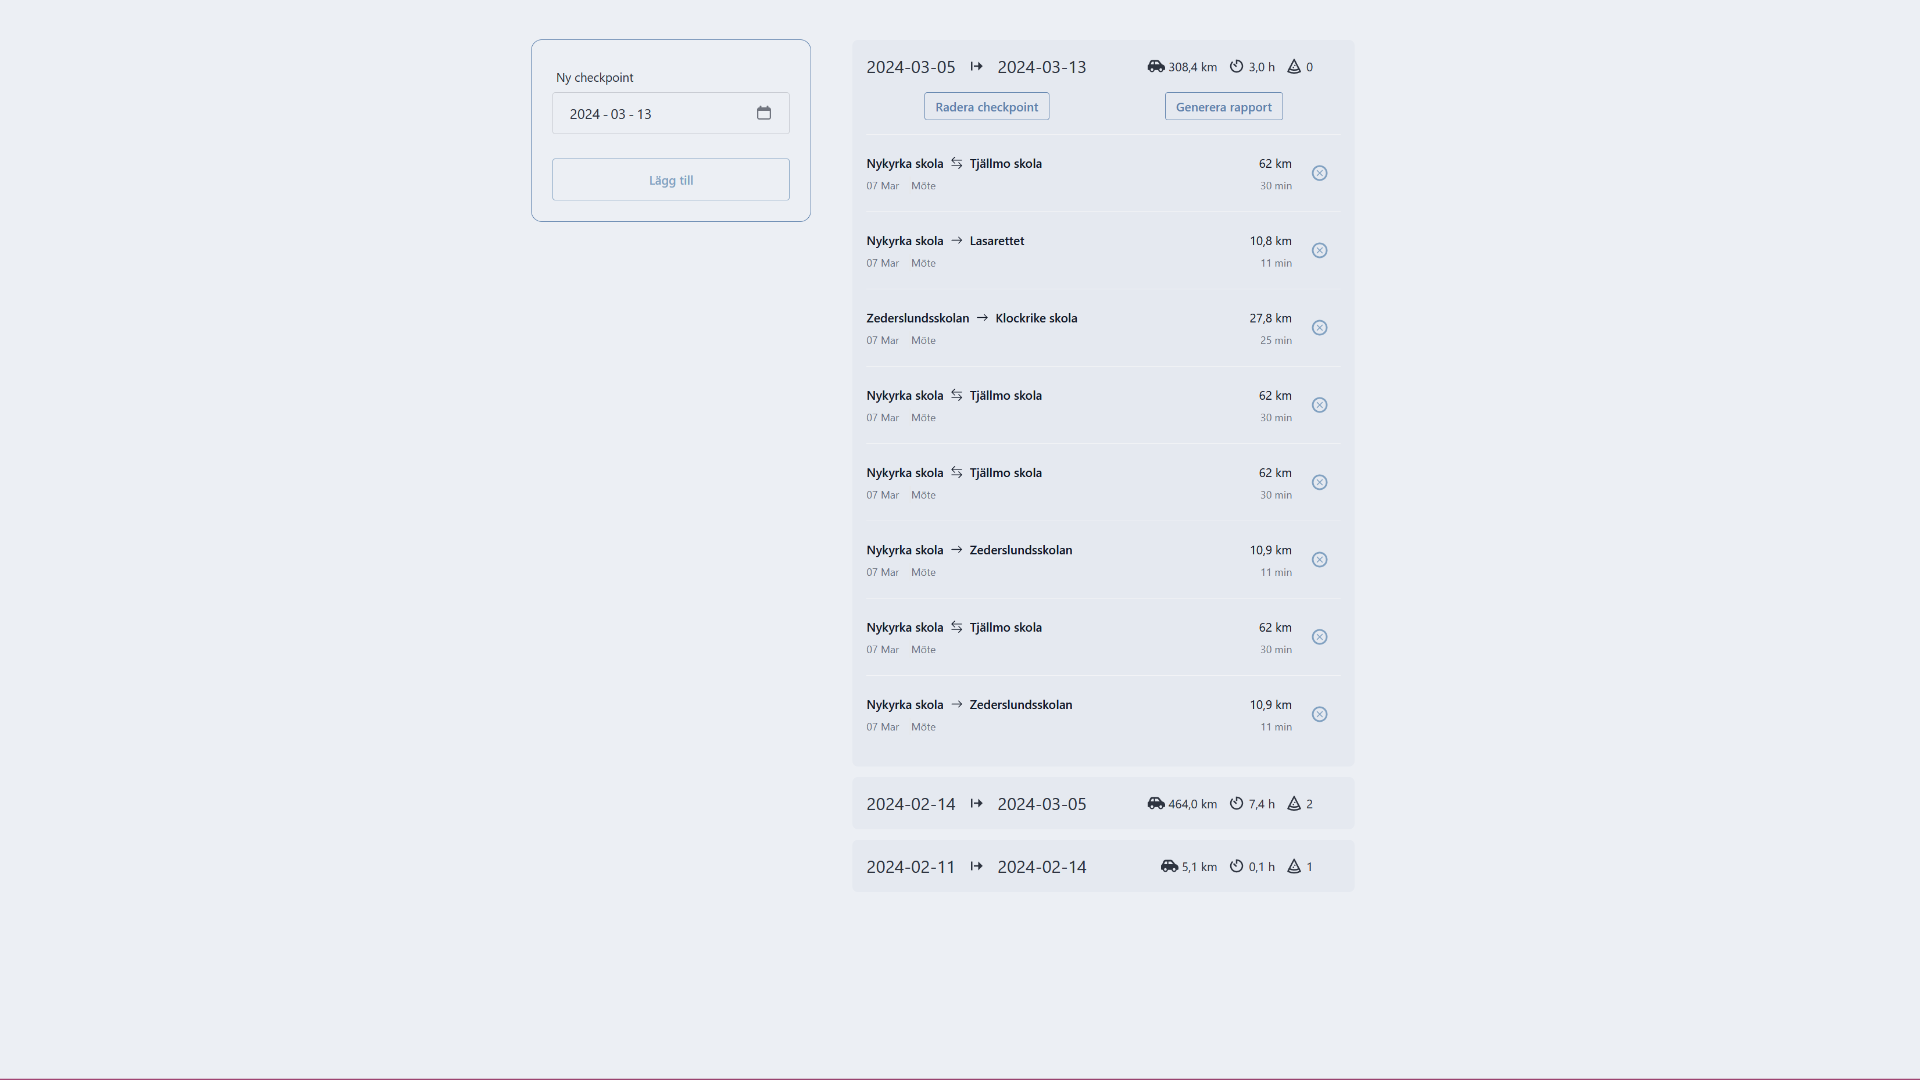 Ny checkpoint
2024 - 03 - 13
Lägg till
2024-03-05 2024-03-13 308,4 km 3,0 h 0
Radera checkpoint Generera rapport
Nykyrka skola Tjällmo skola 62 km
07 Mar Möte 30 min
Nykyrka skola → Lasarettet 10,8 km
07 Mar Möte 11 min
Zederslundsskolan → Klockrike skola 27,8 km
07 Mar Möte 25 min
Nykyrka skola Tjällmo skola 62 km
07 Mar Möte 30 min
Nykyrka skola Tjällmo skola 62 km
07 Mar Möte 30 min
Nykyrka skola → Zederslundsskolan 10,9 km
07 Mar Möte 11 min
Nykyrka skola Tjällmo skola 62 km
07 Mar Möte 30 min
Nykyrka skola → Zederslundsskolan 10,9 km
07 Mar Möte 11 min
2024-02-14 2024-03-05 464,0 km 7,4 h 2
2024-02-11 2024-02-14 5,1 km 0,1 h 1